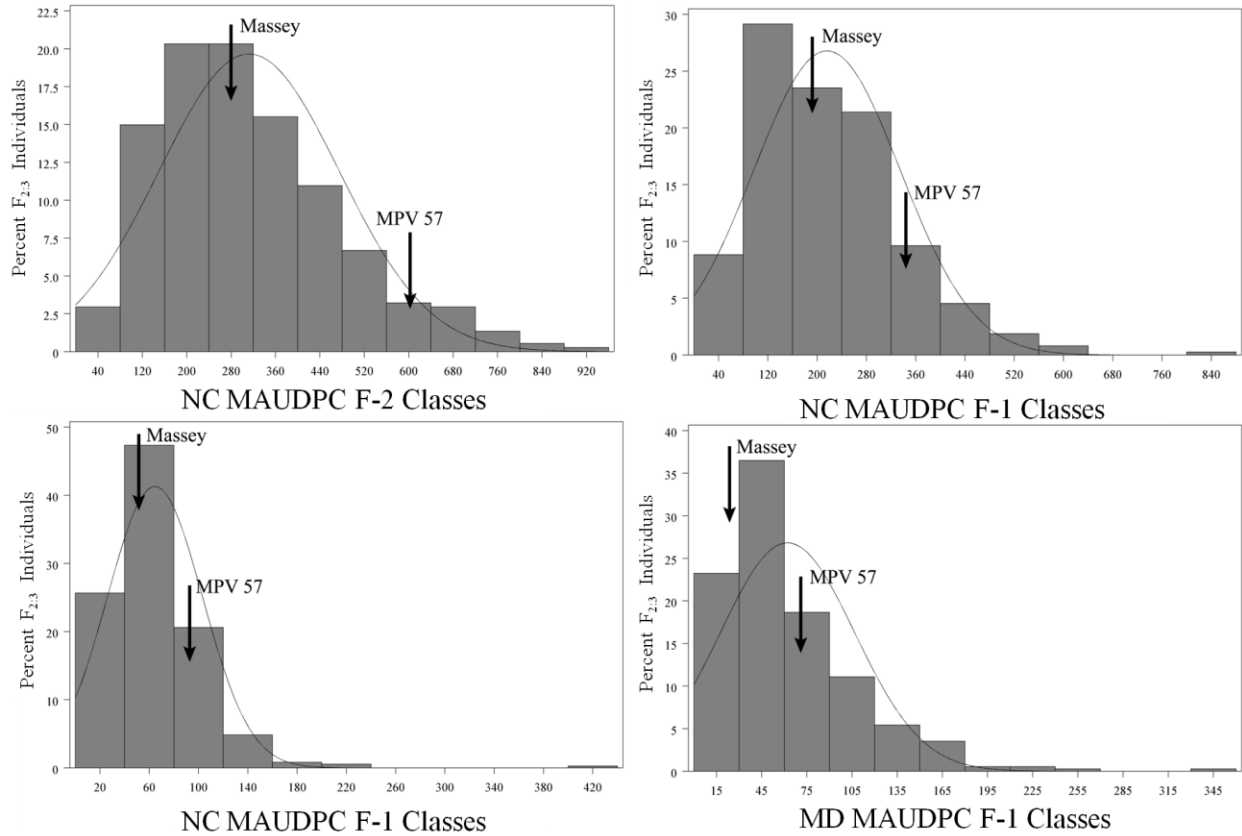 22.5
20.0
17.5
15.0
12.5
10.0
7.5
5.0
2.5
0
Percent F2:3 Individuals
Massey
MPV 57
40 120 200 280 360 440 520 600 680 760 840 920
NC MAUDPC F-2 Classes
30
25
20
15
10
5
0
Percent F2:3 Individuals
Massey
MPV 57
40 120 200 280 360 440 520 600 680 760 840
NC MAUDPC F-1 Classes
50
40
30
20
10
0
Percent F2:3 Individuals
Massey
MPV 57
20 60 100 140 180 220 260 300 340 380 420
NC MAUDPC F-1 Classes
40
35
30
25
20
15
10
5
0
Percent F2:3 Individuals
Massey
MPV 57
15 45 75 105 135 165 195 225 255 285 315 345
MD MAUDPC F-1 Classes